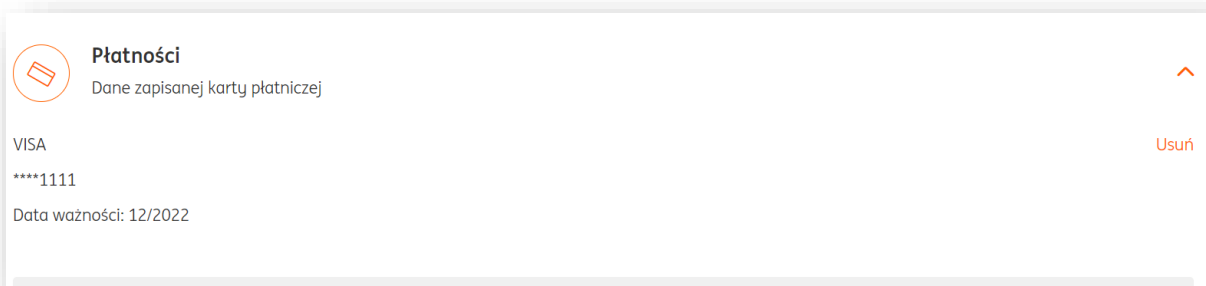 Płatności
Dane zapisanej karty płatniczej
VISA
Usuń
****1111
Data ważności: 12/2022